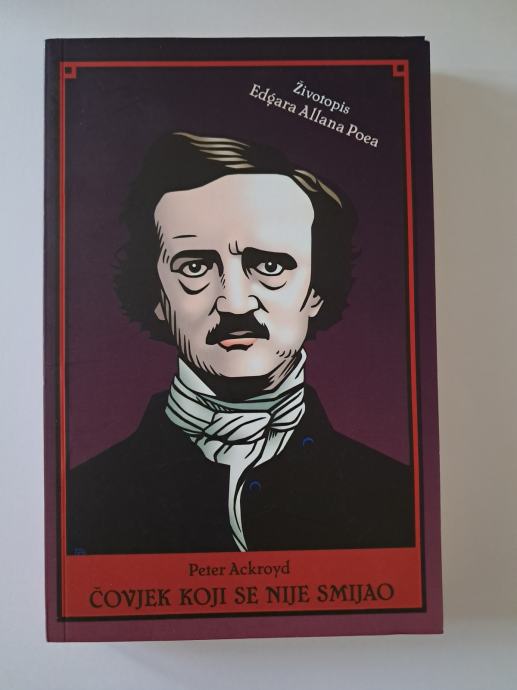 Životopis
Edgara Allana Poea
Peter Ackroyd
ČOVJEK KOJI SE NIJE SMIJAO